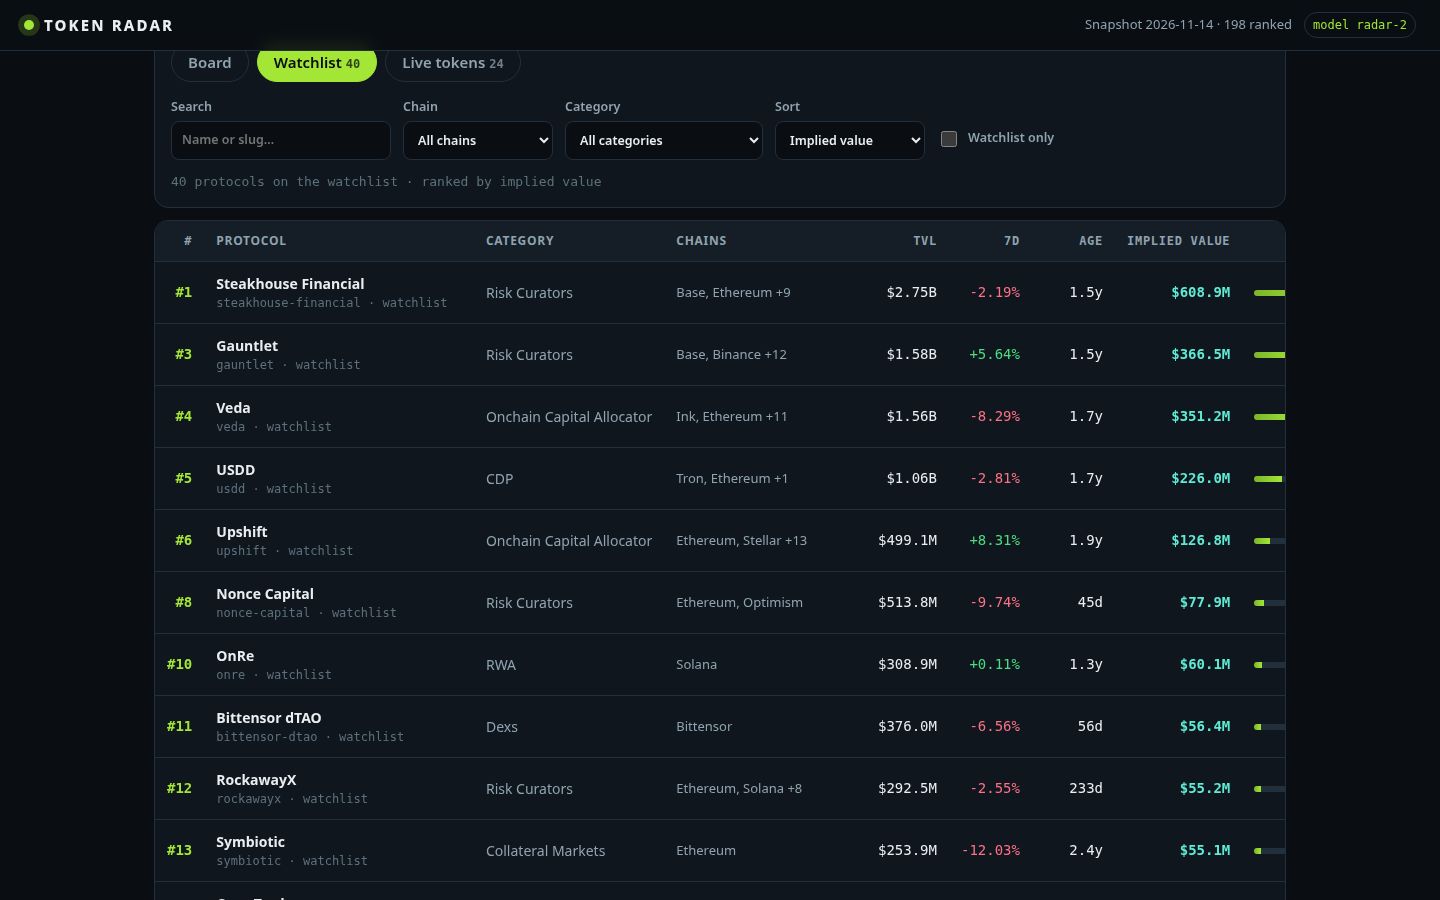 TOKEN RADAR
Snapshot 2026-11-14 · 198 ranked model radar-2
Board Watchlist 40 Live tokens 24
Search Chain Category Sort
Name or slug... All chains All categories Implied value Watchlist only
40 protocols on the watchlist · ranked by implied value
# PROTOCOL CATEGORY CHAINS TVL 7D AGE IMPLIED VALUE
#1 Steakhouse Financial Risk Curators Base, Ethereum +9 $2.75B -2.19% 1.5y $608.9M
steakhouse-financial · watchlist
#3 Gauntlet Risk Curators Base, Binance +12 $1.58B +5.64% 1.5y $366.5M
gauntlet · watchlist
#4 Veda Onchain Capital Allocator Ink, Ethereum +11 $1.56B -8.29% 1.7y $351.2M
veda · watchlist
#5 USDD CDP Tron, Ethereum +1 $1.06B -2.81% 1.7y $226.0M
usdd · watchlist
#6 Upshift Onchain Capital Allocator Ethereum, Stellar +13 $499.1M +8.31% 1.9y $126.8M
upshift · watchlist
#8 Nonce Capital Risk Curators Ethereum, Optimism $513.8M -9.74% 45d $77.9M
nonce-capital · watchlist
#10 OnRe RWA Solana $308.9M +0.11% 1.3y $60.1M
onre · watchlist
#11 Bittensor dTAO Dexs Bittensor $376.0M -6.56% 56d $56.4M
bittensor-dtao · watchlist
#12 RockawayX Risk Curators Ethereum, Solana +8 $292.5M -2.55% 233d $55.2M
rockawayx · watchlist
#13 Symbiotic Collateral Markets Ethereum $253.9M -12.03% 2.4y $55.1M
symbiotic · watchlist